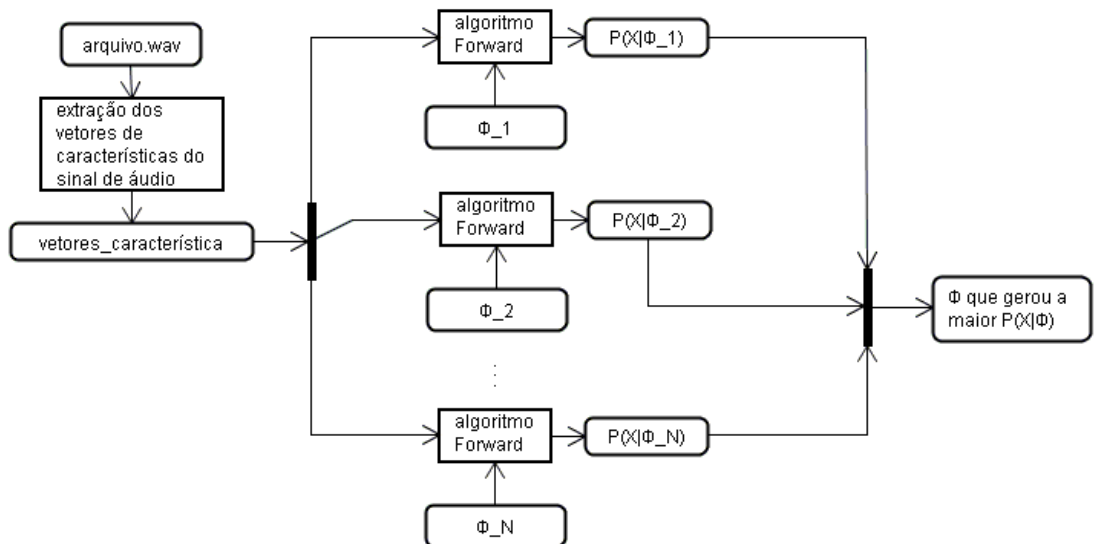 arquivo.wav
extração dos
vetores de
características do
sinal de áudio
vetores_característica
algoritmo
Forward
P(X|Φ_1)
Φ_1
algoritmo
Forward
P(X|Φ_2)
Φ_2
algoritmo
Forward
P(X|Φ_N)
Φ_N
Φ que gerou a
maior P(X|Φ)